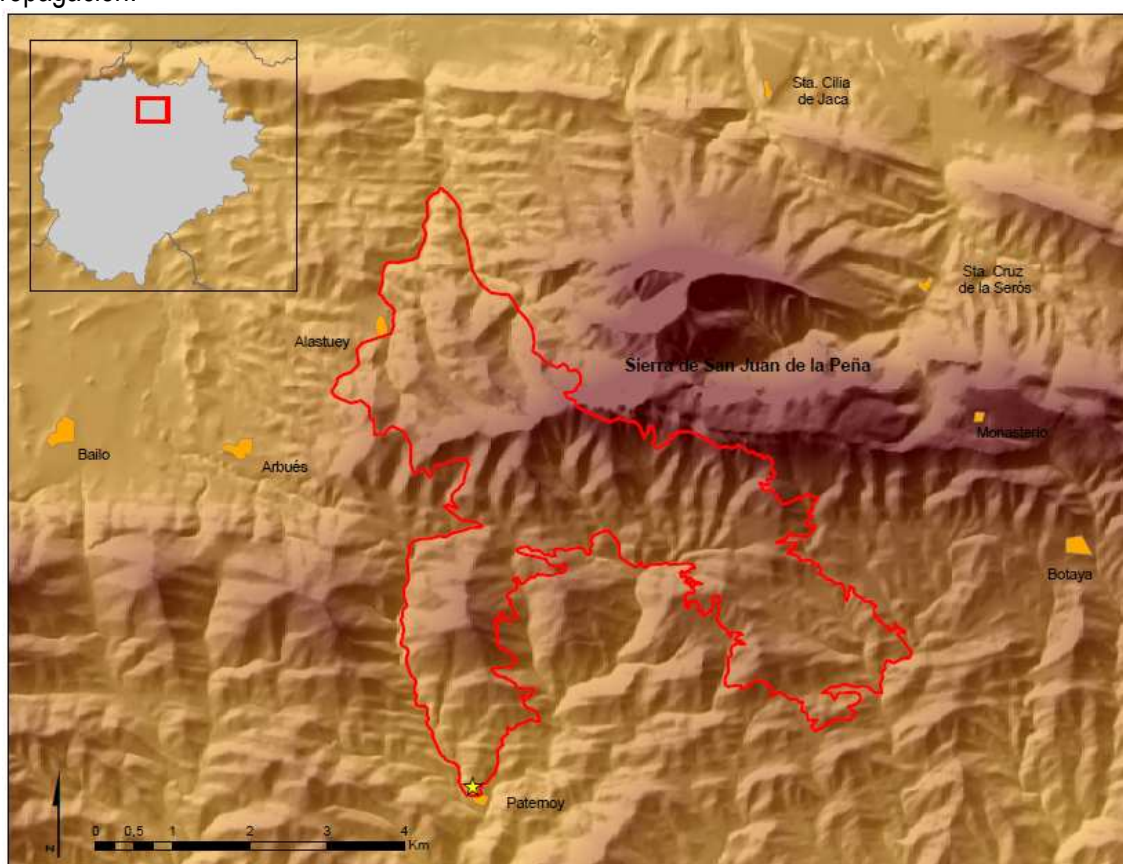 ropagación.
Sta. Cilia
de Jaca
Sta. Cruz
de la Serós
Alastuey
Sierra de San Juan de la Peña
Monasterio
Bailo
Arbués
Botaya
Paternoy
0 0,5 1 2 3 4
Km
N